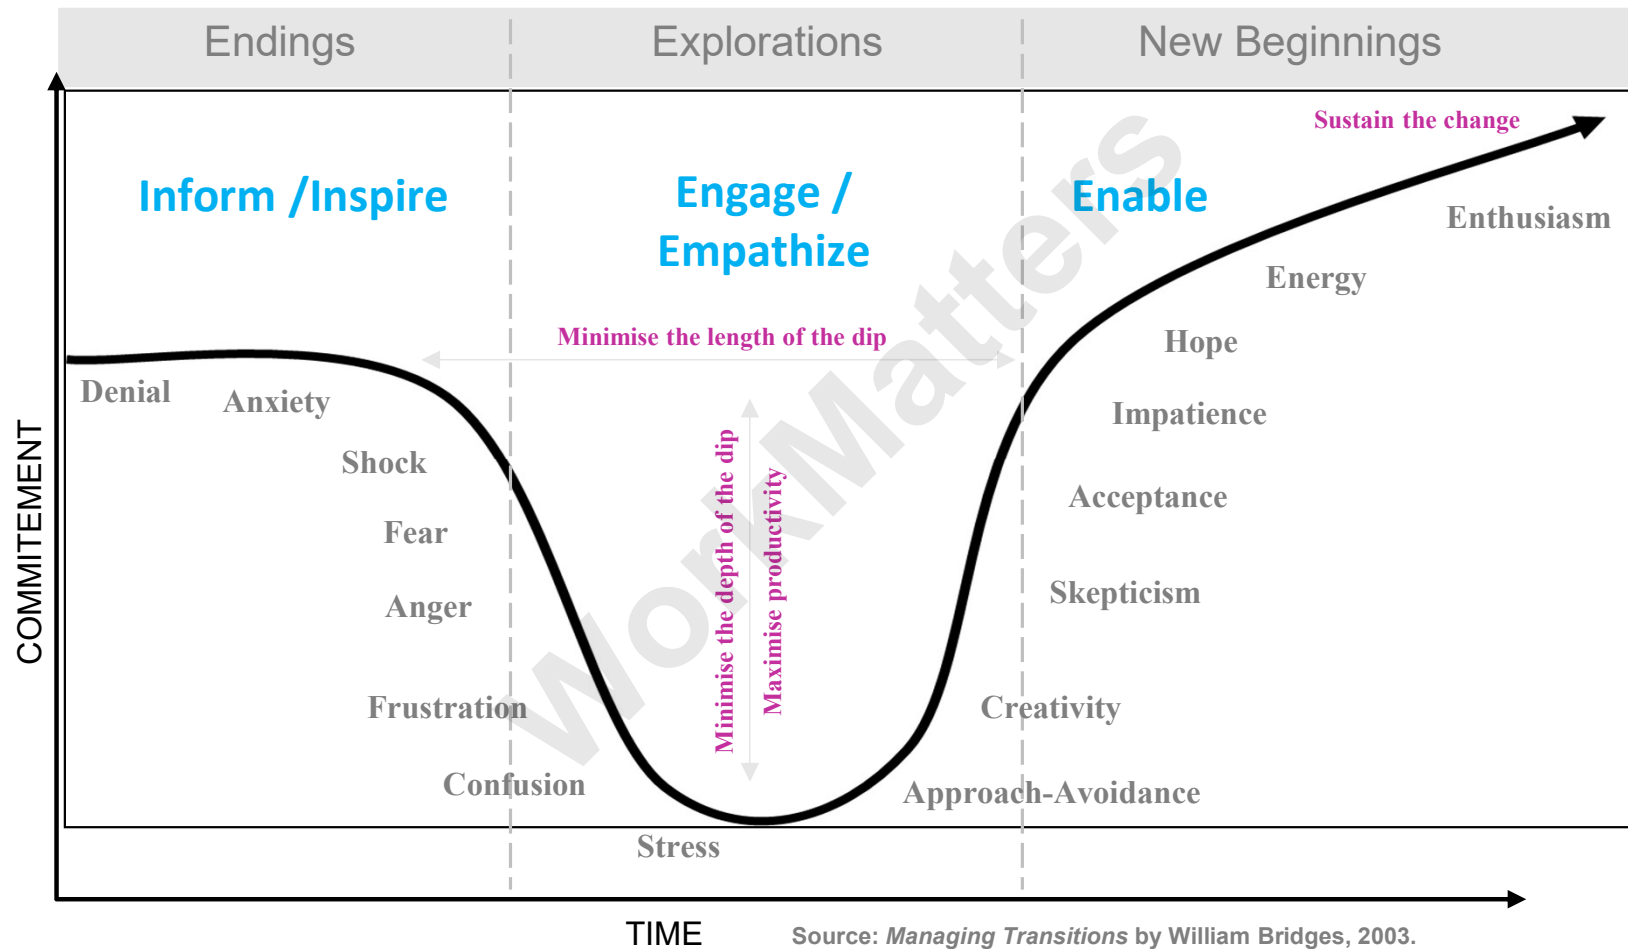 Endings
Explorations
New Beginnings
Sustain the change
Inform /Inspire
Engage /
Empathize
Enable
Enthusiasm
Energy
Minimise the length of the dip
Hope
Denial
Anxiety
Impatience
Shock
Acceptance
Fear
Minimise the depth of the dip
Maximise productivity
Anger
Skepticism
Frustration
Creativity
Confusion
Approach-Avoidance
Stress
COMMITEMENT
TIME
WorkMatters
Source: Managing Transitions by William Bridges, 2003.